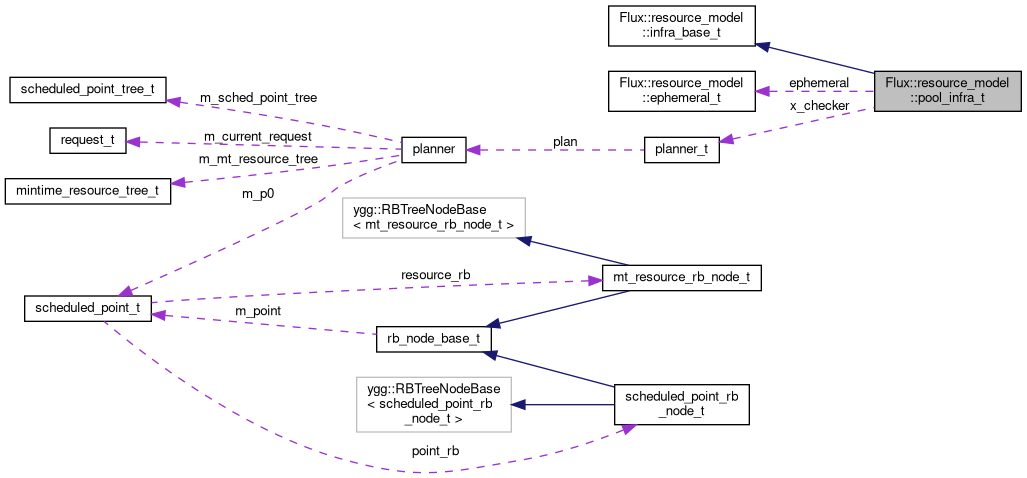 Flux::resource_model
::infra_base_t
Flux::resource_model
::ephemeral_t
ephemeral
x_checker
Flux::resource_model
::pool_infra_t
scheduled_point_tree_t
m_sched_point_tree
request_t
m_current_request
m_mt_resource_tree
mintime_resource_tree_t
m_p0
planner
plan
planner_t
ygg::RBTreeNodeBase
< mt_resource_rb_node_t >
resource_rb
mt_resource_rb_node_t
scheduled_point_t
m_point
rb_node_base_t
ygg::RBTreeNodeBase
< scheduled_point_rb
_node_t >
scheduled_point_rb
_node_t
point_rb